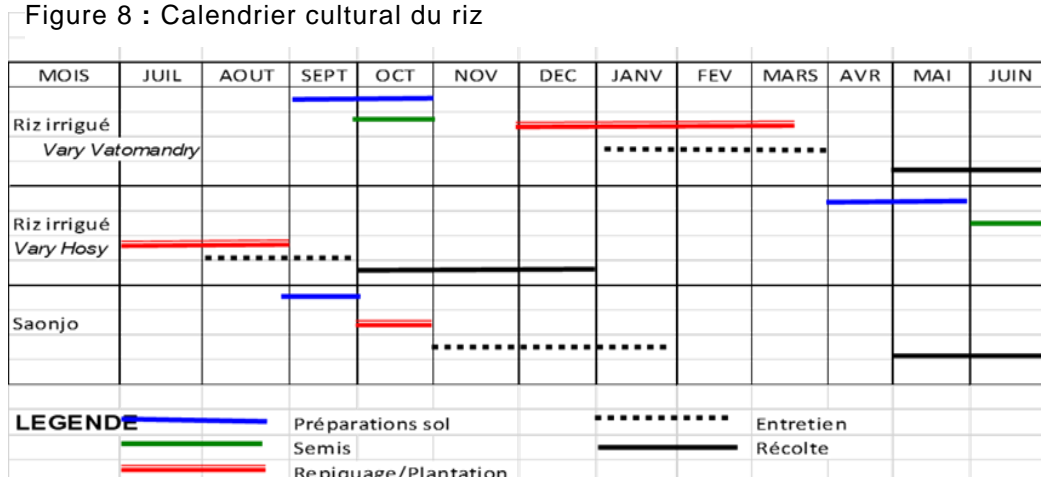 Figure 8 : Calendrier cultural du riz
MOIS JUIL AOUT SEPT OCT NOV DEC JANV FEV MARS AVR MAI JUIN
Riz irrigué
Vary Vatomandry
Riz irrigué
Vary Hosy
Saonjo
LEGENDE Préparations sol Entretien
Semis Récolte
Repiquage/Plantation